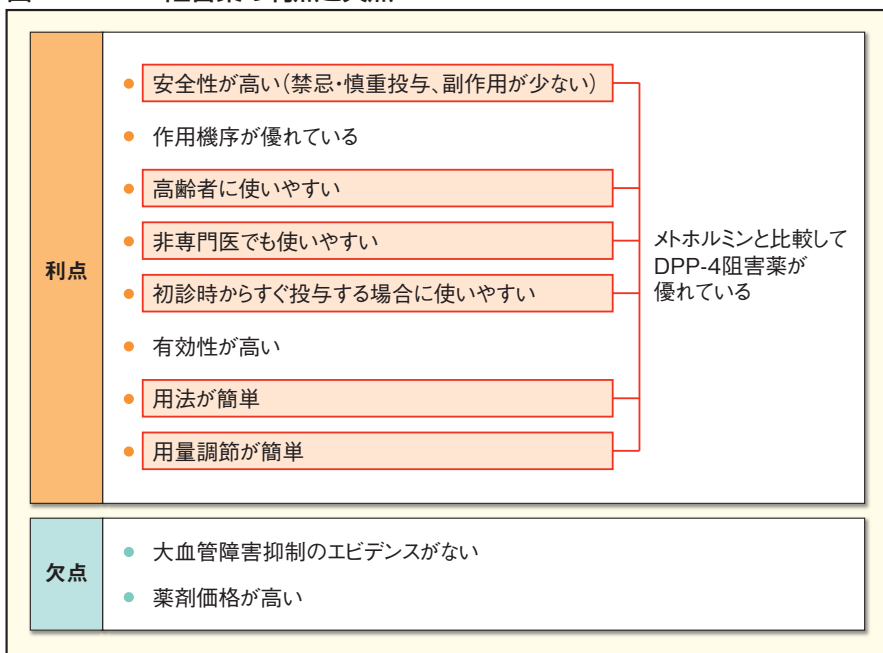 利点
安全性が高い(禁忌・慎重投与、副作用が少ない)
作用機序が優れている
高齢者に使いやすい
非専門医でも使いやすい
初診時からすぐ投与する場合に使いやすい
有効性が高い
用法が簡単
用量調節が簡単
メトホルミンと比較して
DPP-4阻害薬が
優れている
欠点
大血管障害抑制のエビデンスがない
薬剤価格が高い